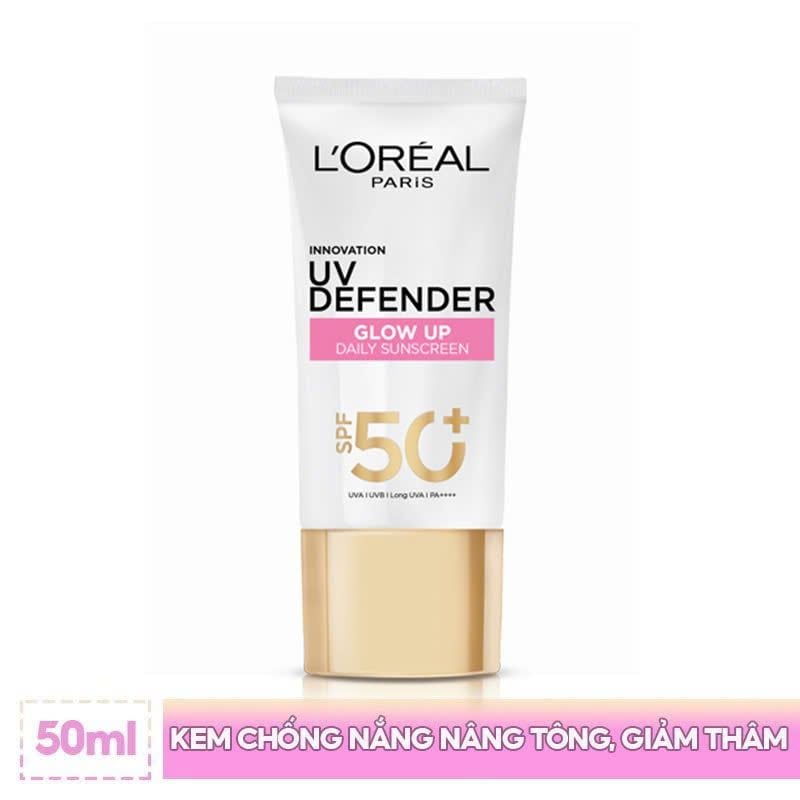 L'ORÉAL
PARiS
INNOVATION
UV
DEFENDER
GLOW UP
DAILY SUNSCREEN
SPF 50+
UVA I UVB I Long UVA I PA++++
50ml
KEM CHỐNG NẮNG NÂNG TÔNG, GIẢM THÂM